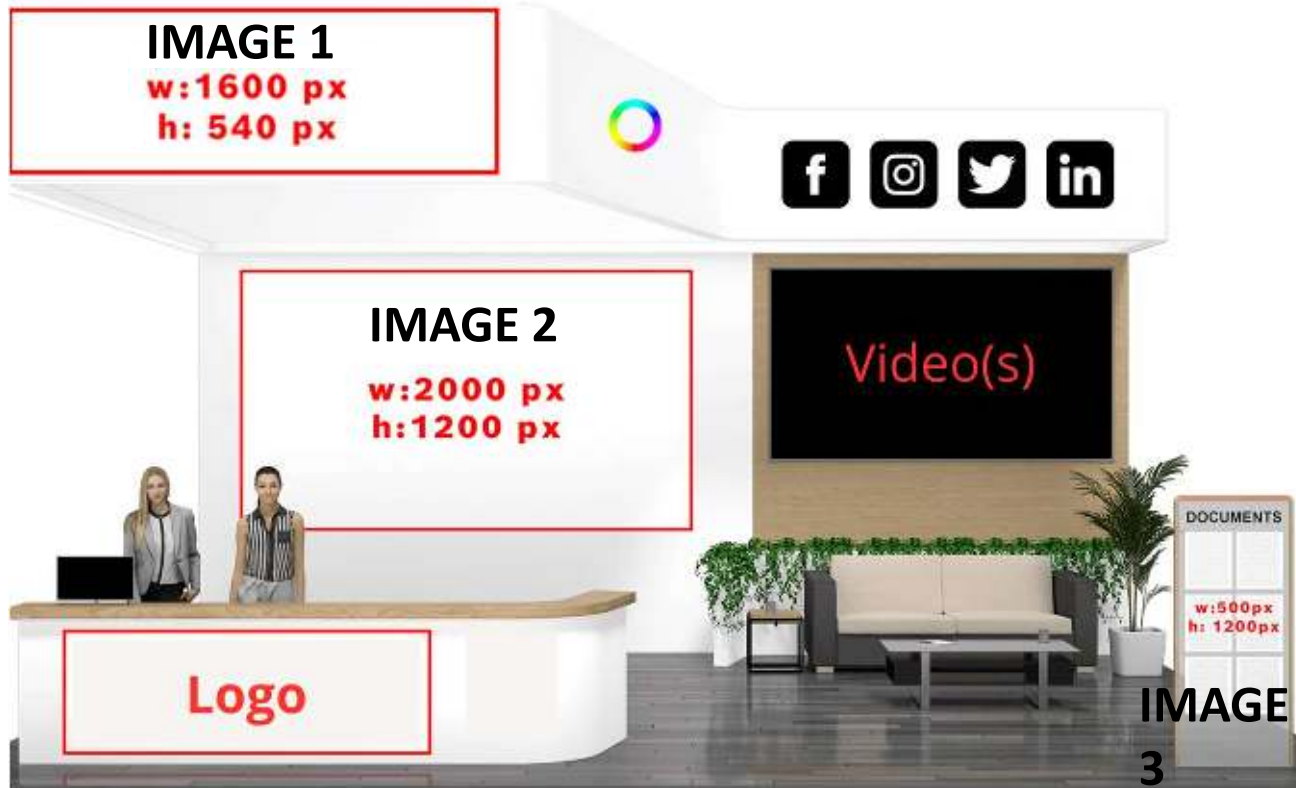 IMAGE 1
w:1600 px
h: 540 px
f
in
IMAGE 2
w:2000 px
h:1200 px
Video(s)
DOCUMENTS
w:500px
h: 1200px
Logo
IMAGE
3